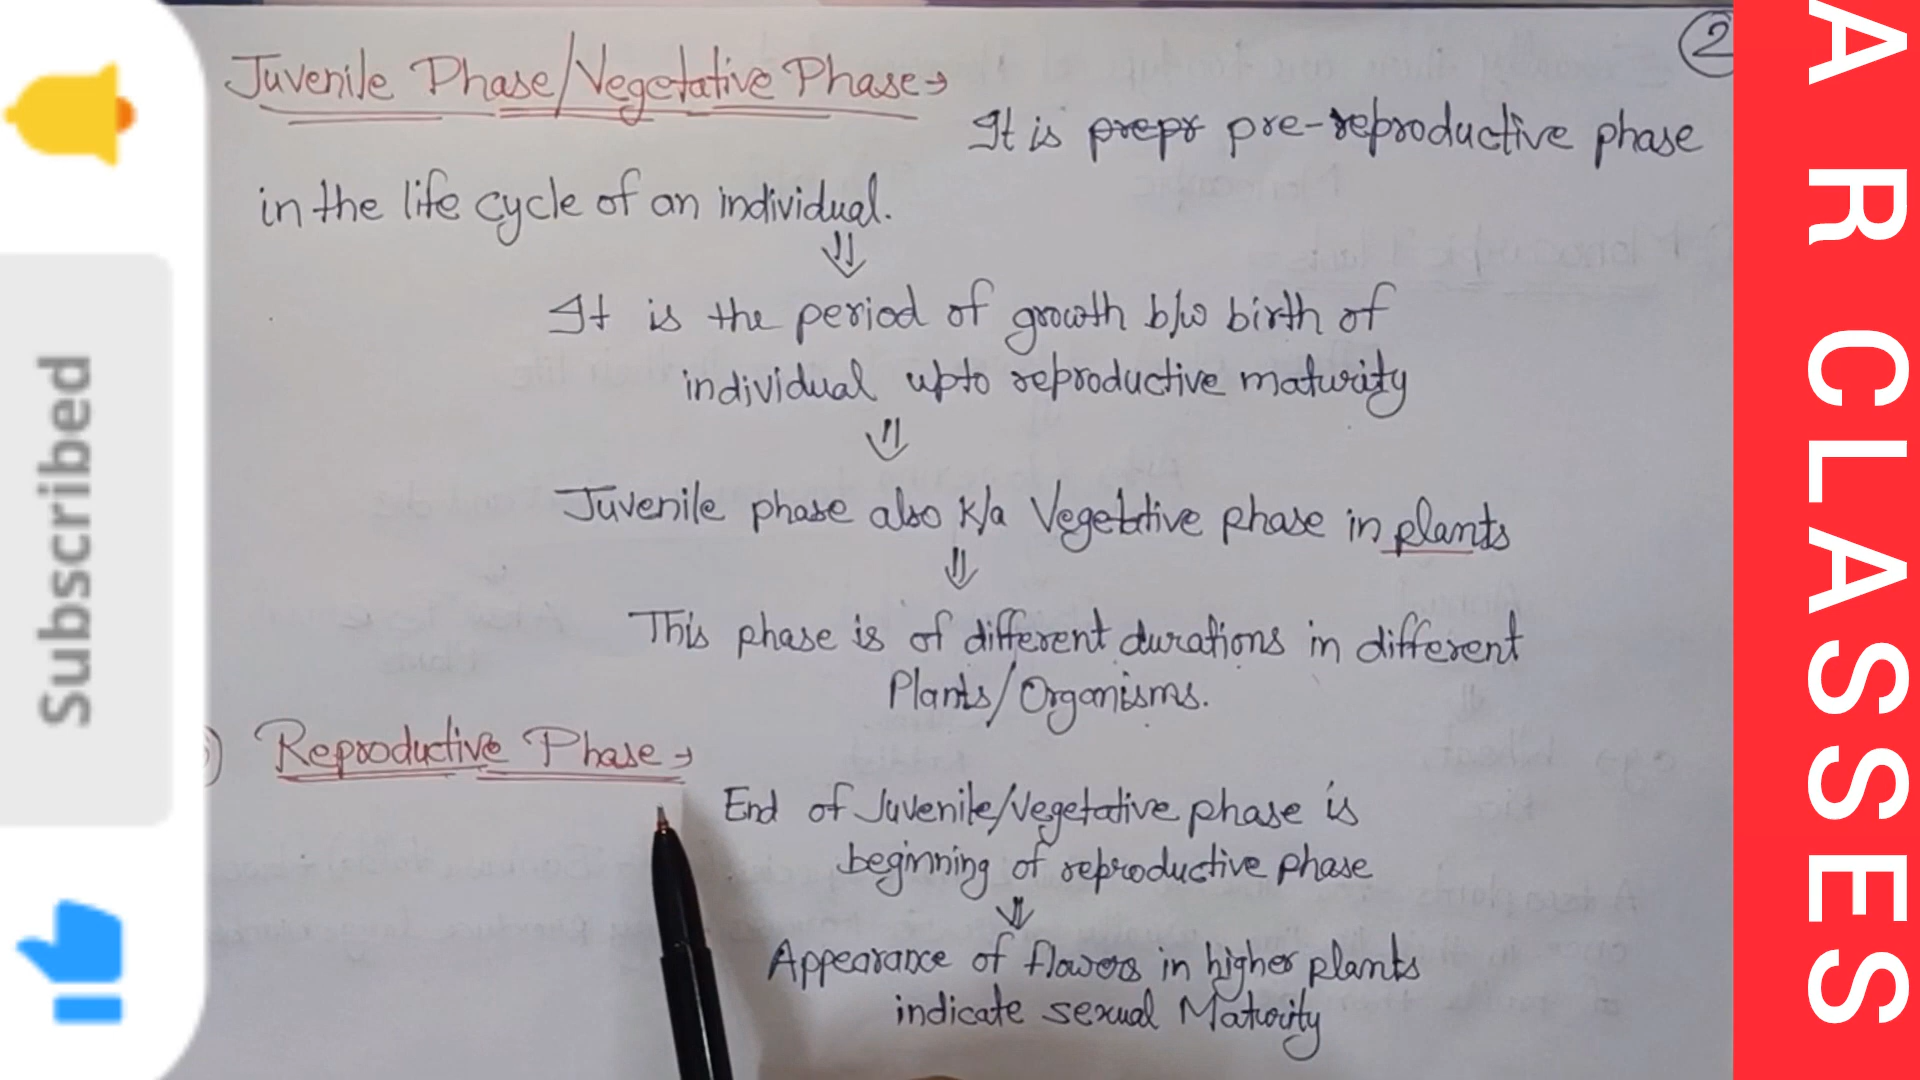 2
Juvenile Phase/Vegetative Phase→
It is prepr pre-reproductive phase
in the life cycle of an individual.
⇓
It is the period of growth b/w birth of
individual upto reproductive maturity
⇓
Juvenile phase also k/a Vegetative phase in plants
⇓
This phase is of different durations in different
Plants/Organisms.
Reproductive Phase→
End of Juvenile/vegetative phase is
beginning of reproductive phase
⇓
Appearance of flowers in higher plants
indicate sexual Maturity
Subscribed
A R CLASSES